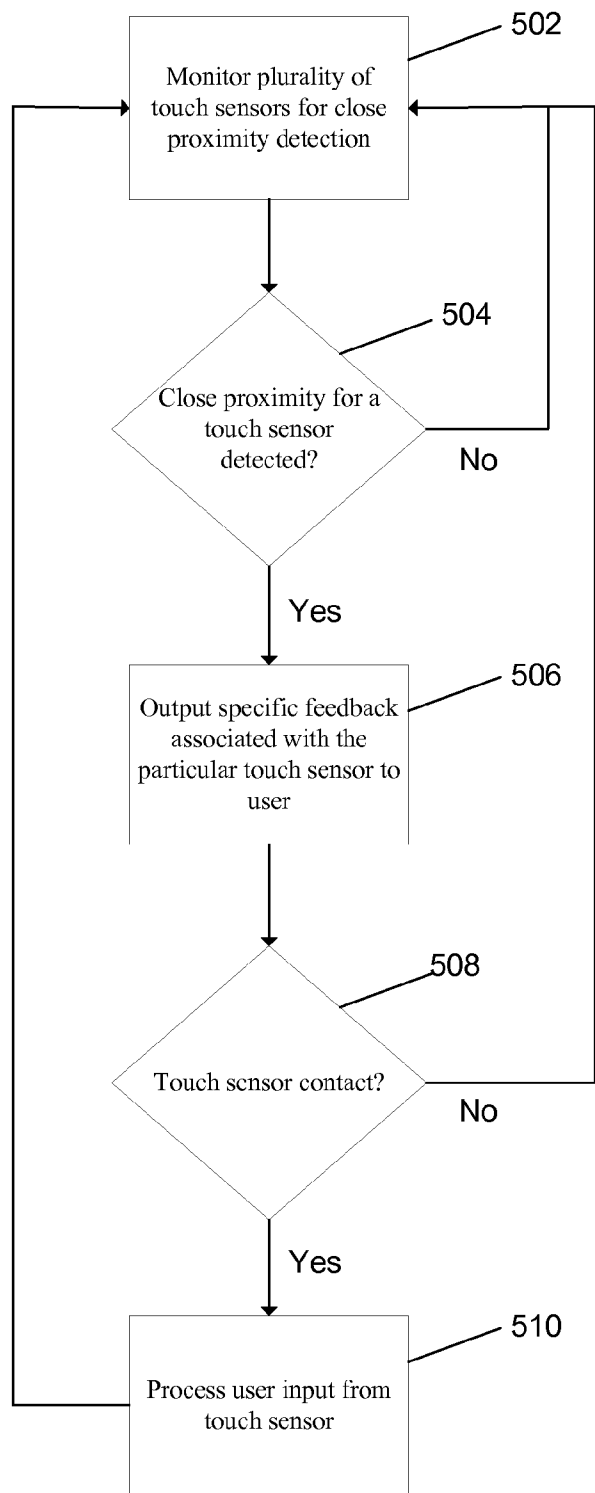 502
Monitor plurality of
touch sensors for close
proximity detection
504
Close proximity for a
touch sensor
detected?
No
Yes
506
Output specific feedback
associated with the
particular touch sensor to
user
508
Touch sensor contact?
No
Yes
510
Process user input from
touch sensor